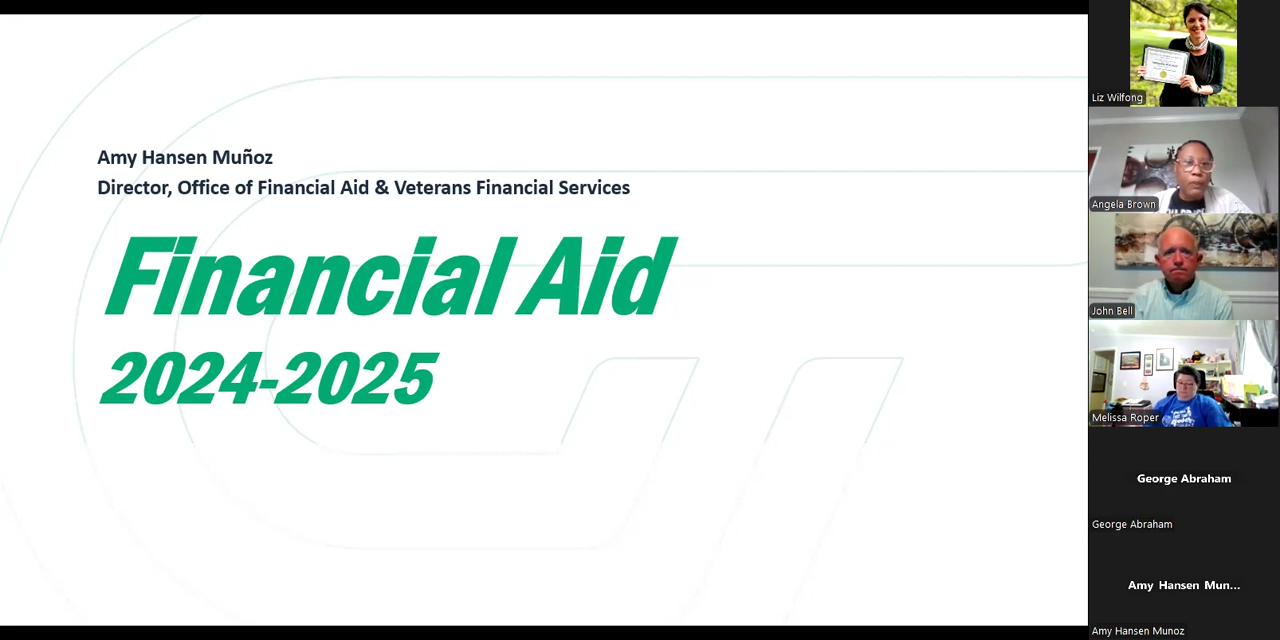 Amy Hansen Muñoz
Director, Office of Financial Aid & Veterans Financial Services
Financial Aid
2024-2025
Liz Wilfong
Angela Brown
John Bell
Melissa Roper
George Abraham
George Abraham
Amy Hansen Mun...
Amy Hansen Munoz